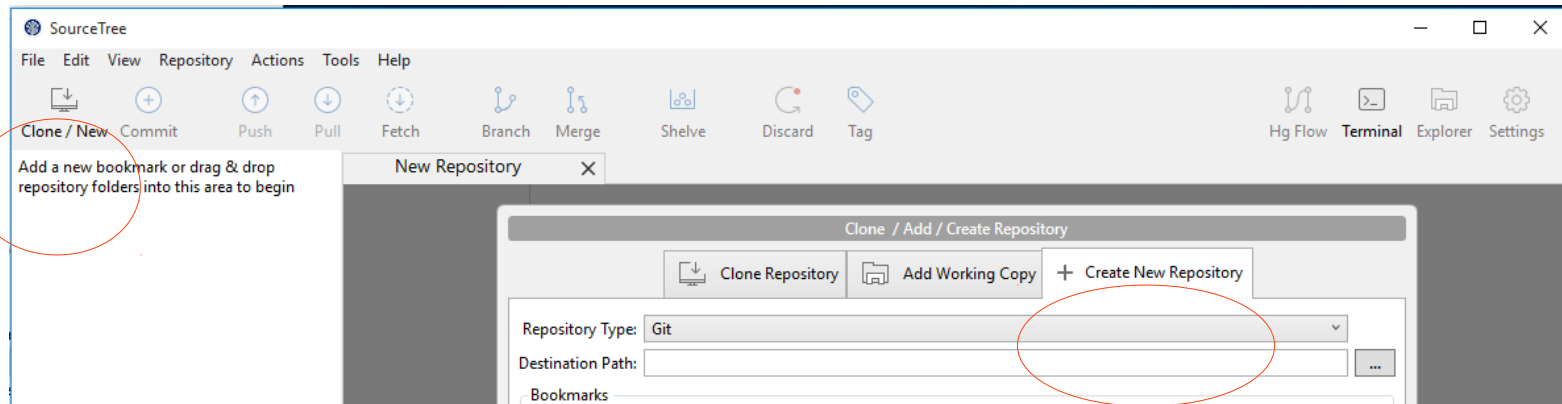 SourceTree
File Edit View Repository Actions Tools Help
Clone / New Commit Push Pull Fetch Branch Merge Shelve Discard Tag Hg Flow Terminal Explorer Settings
Add a new bookmark or drag & drop
repository folders into this area to begin
New Repository
Clone / Add / Create Repository
Clone Repository Add Working Copy Create New Repository
Repository Type: Git
Destination Path: ...
Bookmarks